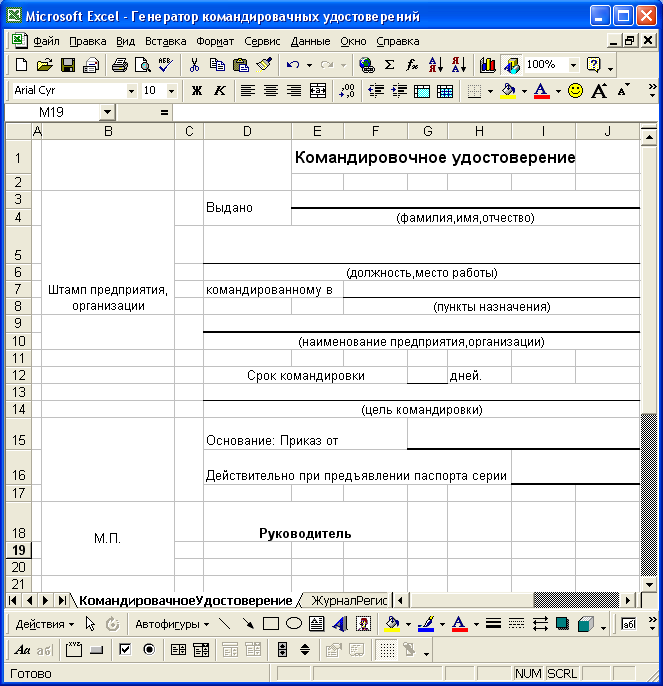 Microsoft Excel - Генератор командировачных удостоверений
Файл Правка Вид Вставка Формат Сервис Данные Окно Справка
100%
Arial Cyr 10 Ж К
M19 =
A B C D E F G H I J
1 Командировочное удостоверение
2
3 Выдано
4 (фамилия,имя,отчество)
5
6 (должность,место работы)
7 Штамп предприятия, командированному в
8 организации (пункты назначения)
9
10 (наименование предприятия,организации)
11
12 Срок командировки дней.
13
14 (цель командировки)
15 Основание: Приказ от
16 Действительно при предъявлении паспорта серии
17
18 М.П. Руководитель
19
20
21
КомандировачноеУдостоверение ЖурналРегис
Действия Автофигуры
Готово NUM SCRL